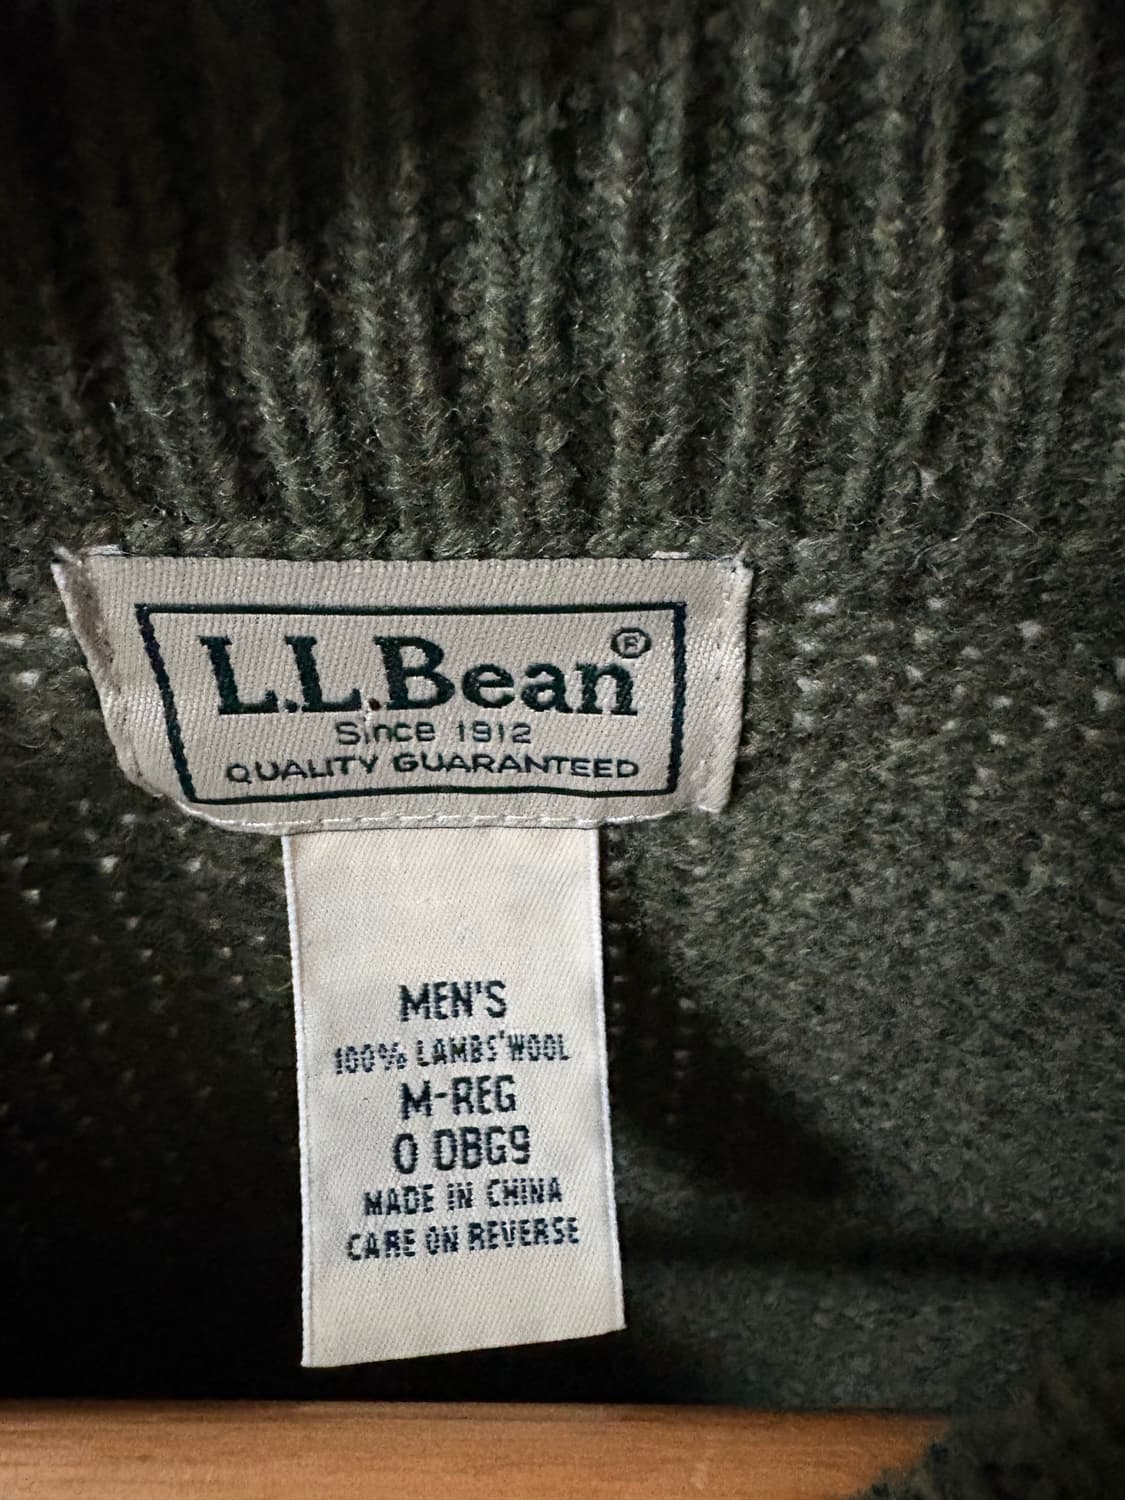 L.L.Bean®
Since 1912
QUALITY GUARANTEED
MEN'S
100% LAMBS'WOOL
M-REG
0 0BG9
MADE IN CHINA
CARE ON REVERSE